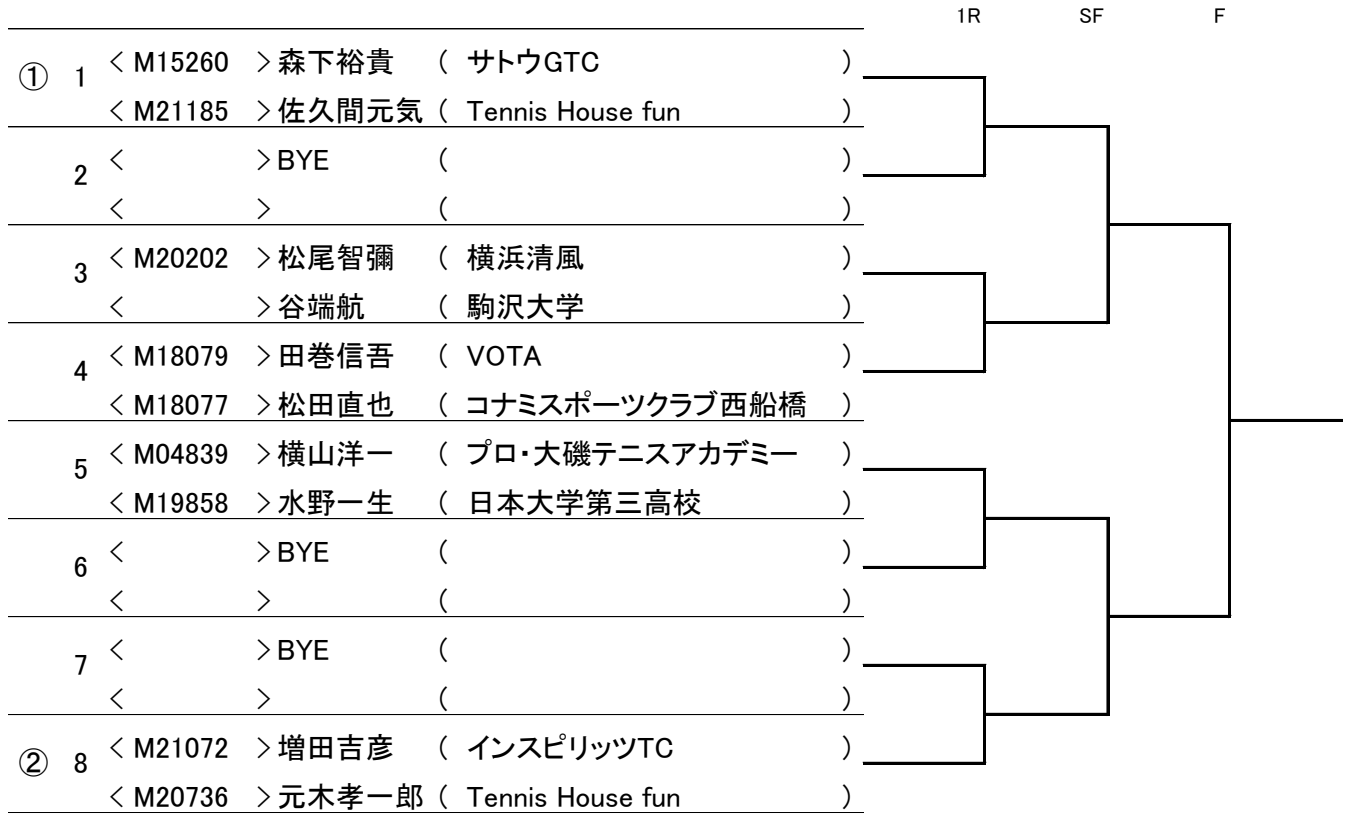 1R SF F
① 1 < M15260 >森下裕貴 ( サトウGTC )
< M21185 >佐久間元気 ( Tennis House fun )
2 < >BYE ( )
< > ( )
3 < M20202 >松尾智彌 ( 横浜清風 )
< >谷端航 ( 駒沢大学 )
4 < M18079 >田巻信吾 ( VOTA )
< M18077 >松田直也 ( コナミスポーツクラブ西船橋 )
5 < M04839 >横山洋一 ( プロ・大磯テニスアカデミー )
< M19858 >水野一生 ( 日本大学第三高校 )
6 < >BYE ( )
< > ( )
7 < >BYE ( )
< > ( )
② 8 < M21072 >増田吉彦 ( インスピリッツTC )
< M20736 >元木孝一郎 ( Tennis House fun )